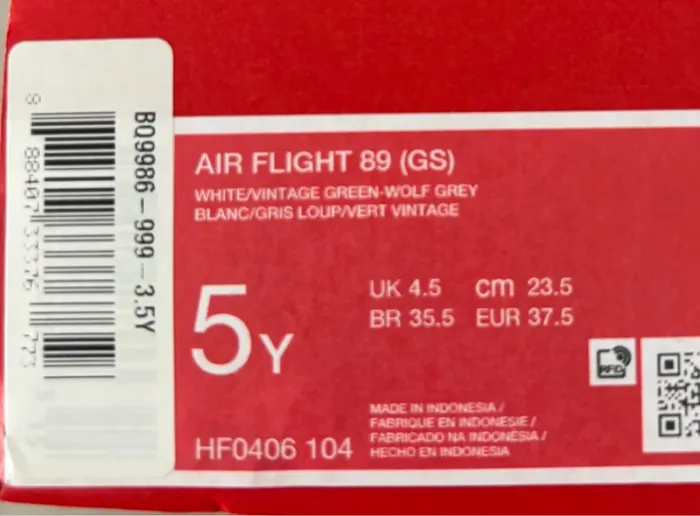 BQ9986-999-3.5Y
AIR FLIGHT 89 (GS)
WHITE/VINTAGE GREEN-WOLF GREY
BLANC/GRIS LOUP/VERT VINTAGE
5Y
UK 4.5 cm 23.5
BR 35.5 EUR 37.5
RFID
MADE IN INDONESIA /
FABRIQUE EN INDONESIE /
FABRICADO NA INDONÉSIA /
HECHO EN INDONESIA
HF0406 104